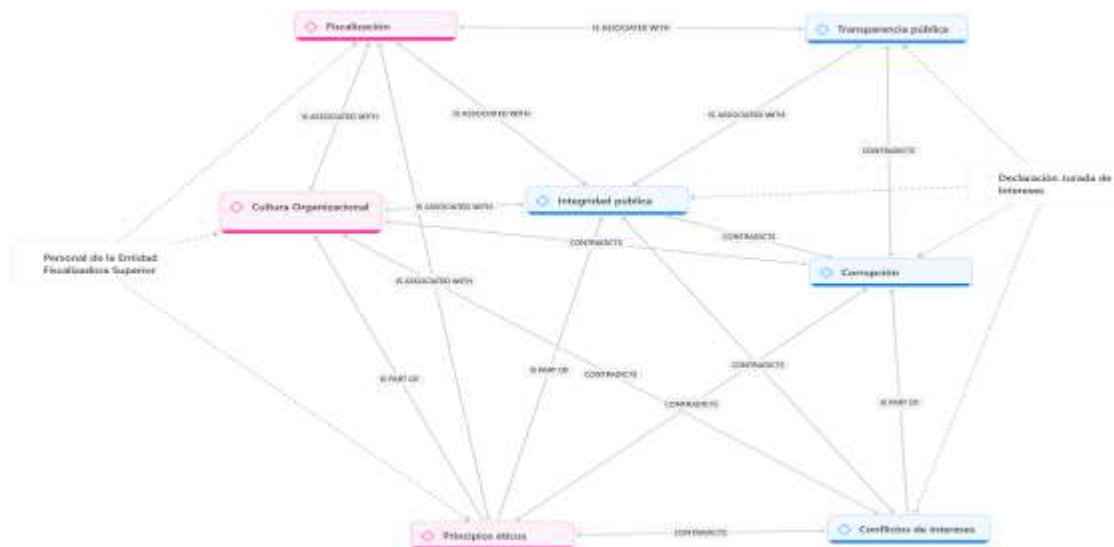 Fiscalización
IS ASSOCIATED WITH
Transparencia pública
IS ASSOCIATED WITH
IS ASSOCIATED WITH
IS ASSOCIATED WITH
CONTRADICTS
Declaración Jurada de
Intereses
Cultura Organizacional
IS ASSOCIATED WITH
Integridad pública
CONTRADICTS
CONTRADICTS
Personal de la Entidad
Fiscalizadora Superior
Corrupción
IS ASSOCIATED WITH
IS PART OF
IS PART OF
CONTRADICTS
CONTRADICTS
CONTRADICTS
IS PART OF
Principios éticos
CONTRADICTS
Conflictos de intereses